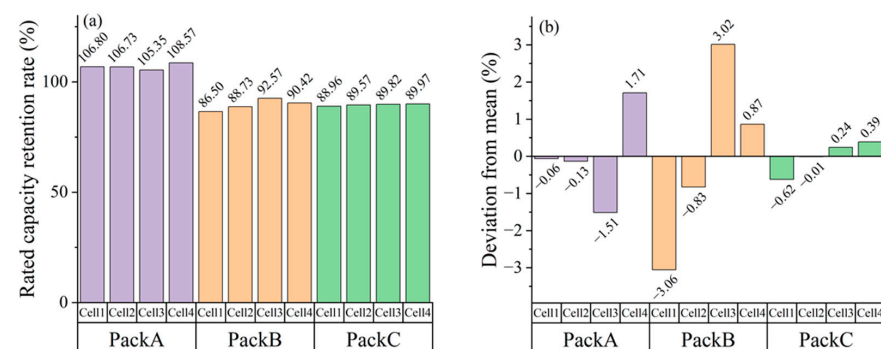 (a)
Rated capacity retention rate (%)
100
50
0
106.80 106.73 105.35 108.57 86.50 88.73 92.57 90.42 88.96 89.57 89.82 89.97
Cell1 Cell2 Cell3 Cell4 Cell1 Cell2 Cell3 Cell4 Cell1 Cell2 Cell3 Cell4
PackA PackB PackC
(b)
Deviation from mean (%)
3
2
1
0
−1
−2
−3
−0.06 −0.13 −1.51 1.71 −3.06 −0.83 3.02 0.87 −0.62 −0.01 0.24 0.39
Cell1 Cell2 Cell3 Cell4 Cell1 Cell2 Cell3 Cell4 Cell1 Cell2 Cell3 Cell4
PackA PackB PackC